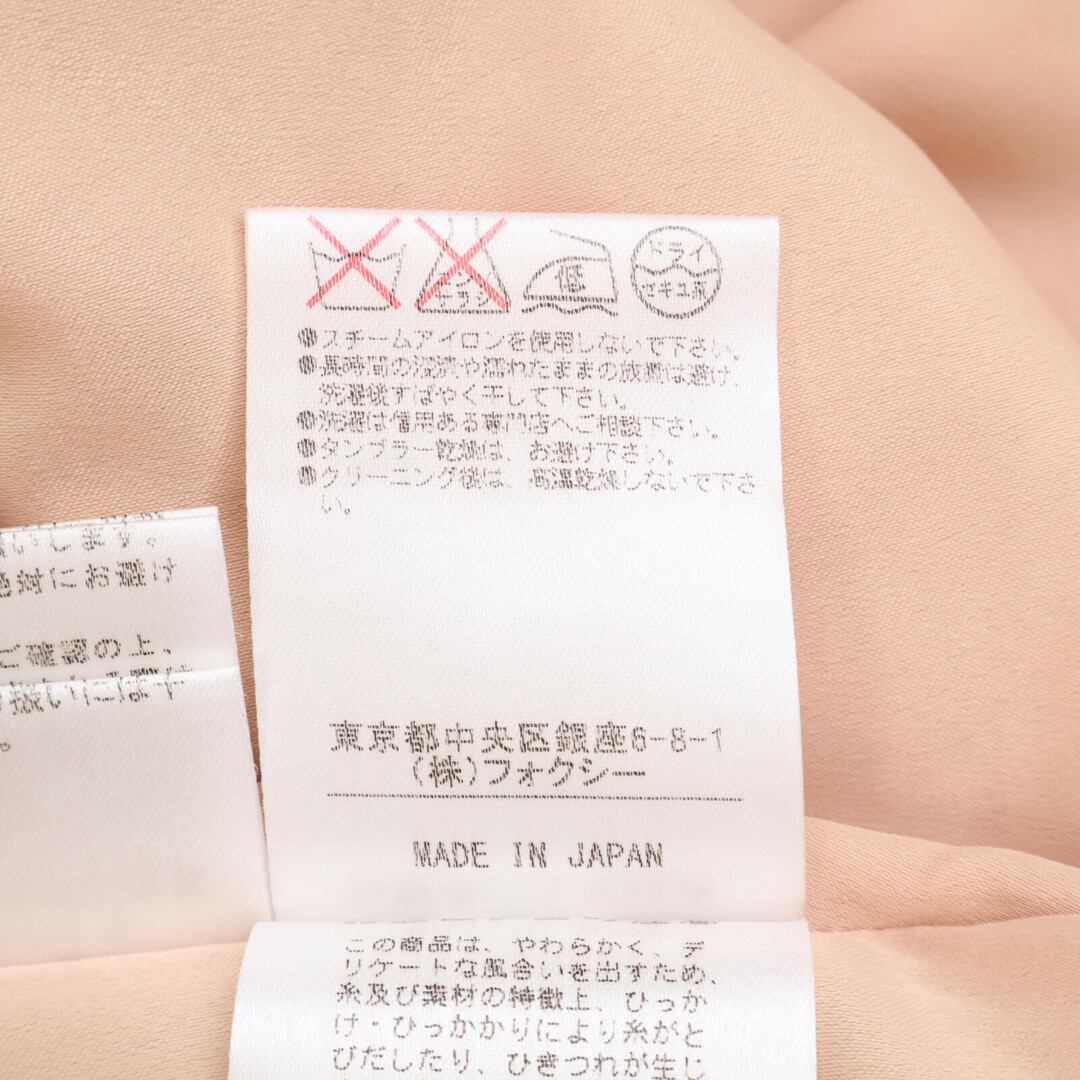 低
ドライ
セキユ系
●スチームアイロンを使用しないで下さい。
●長時間の浸漬や濡れたままの放置は避け、
洗濯後すばやく干して下さい。
●洗濯は信用ある専門店へご相談下さい。
●タンブラー乾燥は、お避け下さい。
●クリーニング後は、高温乾燥しないで下さ
い。
します。
絶対にお避け
ご確認の上、
扱いには十
。
東京都中央区銀座6-8-1
(株)フォクシー
MADE IN JAPAN
この商品は、やわらかく、デ
リケートな風合いを出すため、
糸及び素材の特徴上、ひっか
け・ひっかかりにより糸がと
びだしたり、ひきつれが生じ